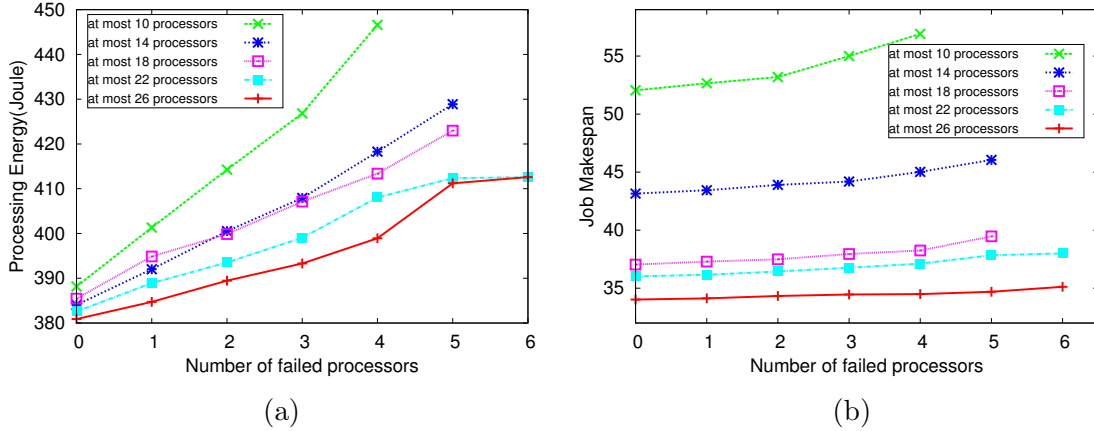 450
440
430
420
410
400
390
380
Processing Energy(Joule)
at most 10 processors
at most 14 processors
at most 18 processors
at most 22 processors
at most 26 processors
0 1 2 3 4 5 6
Number of failed processors
(a)
55
50
45
40
35
Job Makespan
at most 10 processors
at most 14 processors
at most 18 processors
at most 22 processors
at most 26 processors
0 1 2 3 4 5 6
Number of failed processors
(b)